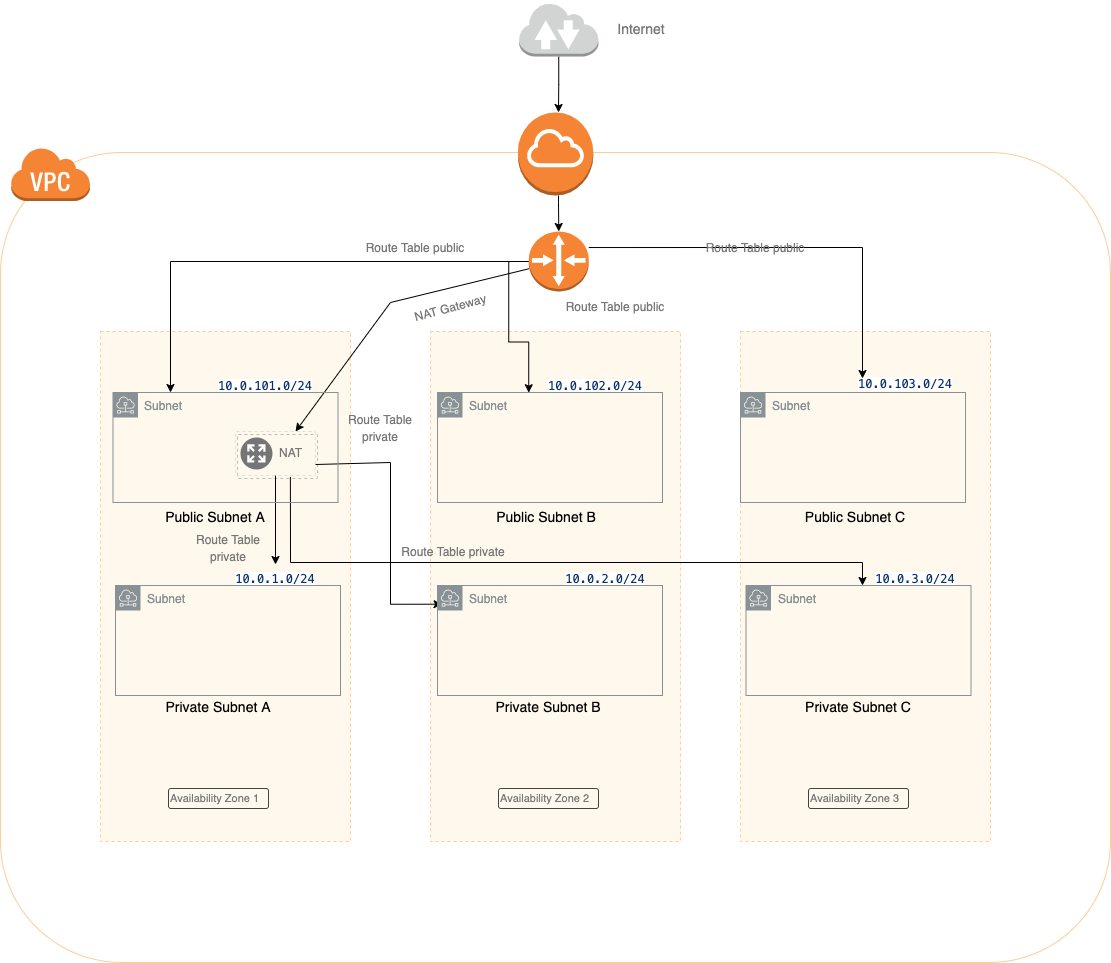 Internet
VPC
Route Table public
Route Table public
NAT Gateway
Route Table public
10.0.101.0/24
10.0.102.0/24
10.0.103.0/24
Subnet
Subnet
Subnet
Route Table
private
NAT
Public Subnet A
Public Subnet B
Public Subnet C
Route Table
private
Route Table private
10.0.1.0/24
10.0.2.0/24
10.0.3.0/24
Subnet
Subnet
Subnet
Private Subnet A
Private Subnet B
Private Subnet C
Availability Zone 1
Availability Zone 2
Availability Zone 3